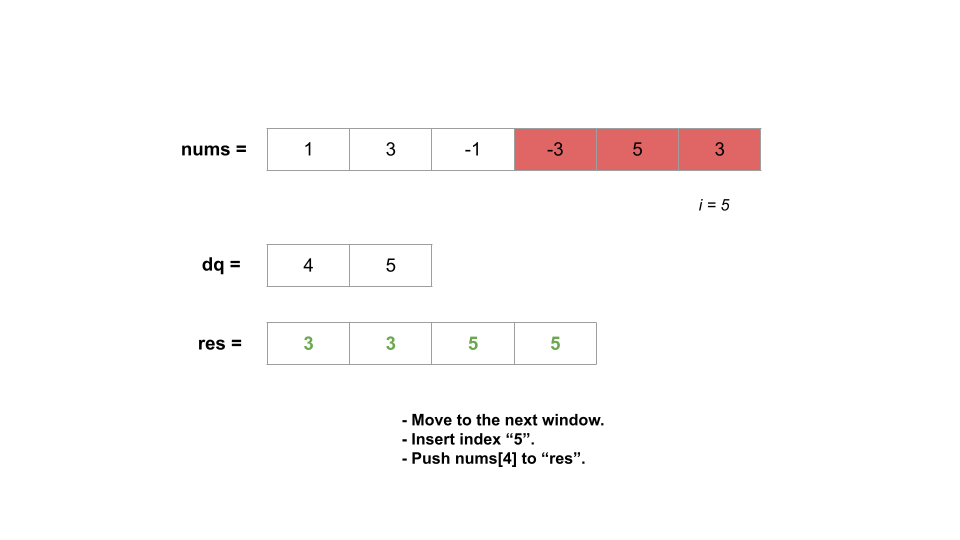 nums = 1 3 -1 -3 5 3
i = 5
dq = 4 5
res = 3 3 5 5
- Move to the next window.
- Insert index “5”.
- Push nums[4] to “res”.